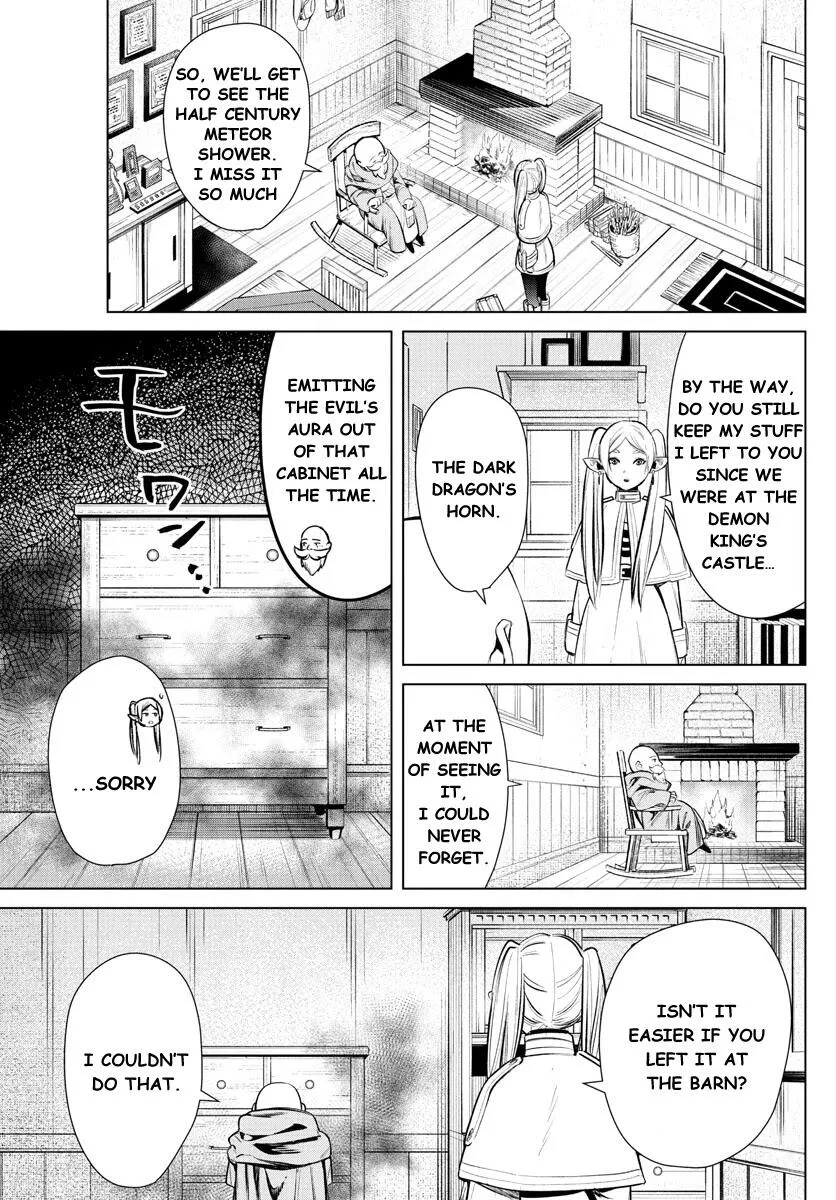 SO, WE'LL GET
TO SEE THE
HALF CENTURY
METEOR
SHOWER.
I MISS IT
SO MUCH
BY THE WAY,
DO YOU STILL
KEEP MY STUFF
I LEFT TO YOU
SINCE WE
WERE AT THE
DEMON
KING'S
CASTLE...
THE DARK
DRAGON'S
HORN.
EMITTING
THE EVIL'S
AURA OUT
OF THAT
CABINET ALL
THE TIME.
モワン
...SORRY
AT THE
MOMENT
OF SEEING
IT,
I COULD
NEVER
FORGET.
ISN'T IT
EASIER IF YOU
LEFT IT AT
THE BARN?
I COULDN'T
DO THAT.